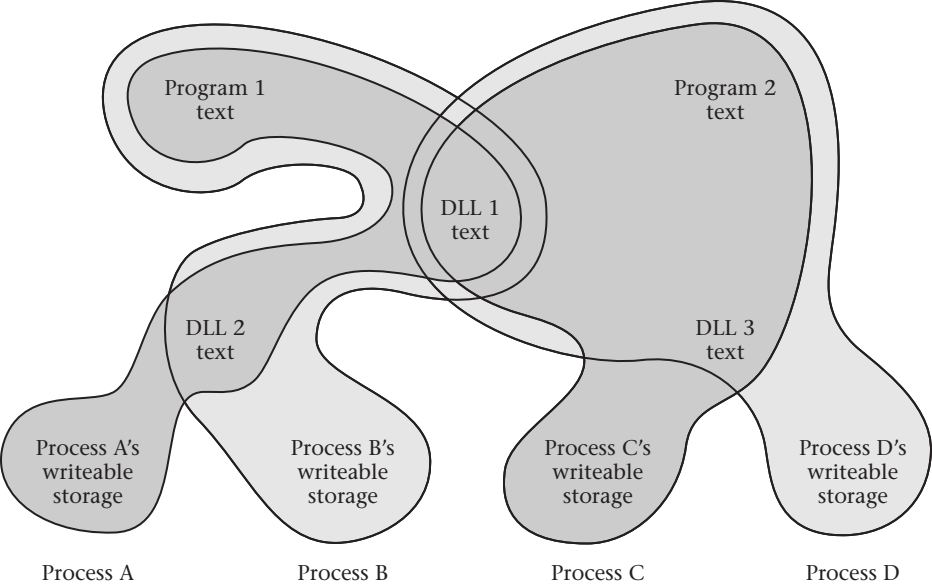 Program 1
text
Program 2
text
DLL 1
text
DLL 2
text
DLL 3
text
Process A's
writeable
storage
Process B's
writeable
storage
Process C's
writeable
storage
Process D's
writeable
storage
Process A
Process B
Process C
Process D